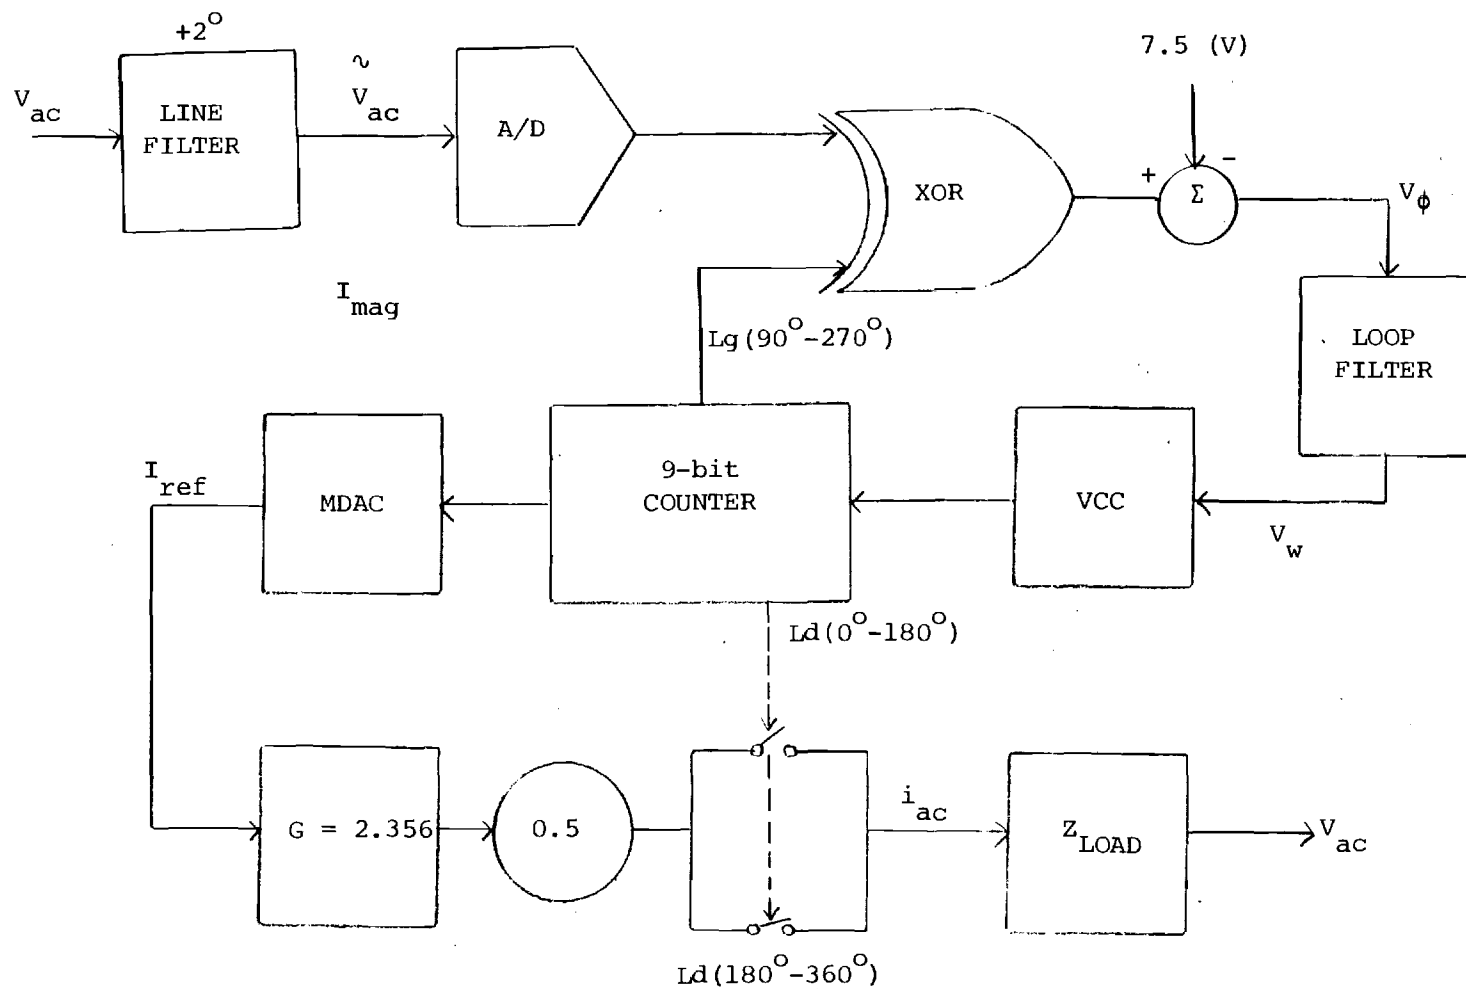 +2°
7.5 (V)
V_ac
LINE
FILTER
~
V_ac
A/D
XOR
+
-
Σ
V_ϕ
I_mag
Lg(90°-270°)
LOOP
FILTER
I_ref
MDAC
9-bit
COUNTER
VCC
V_w
Ld(0°-180°)
G = 2.356
0.5
i_ac
Z_LOAD
V_ac
Ld(180°-360°)